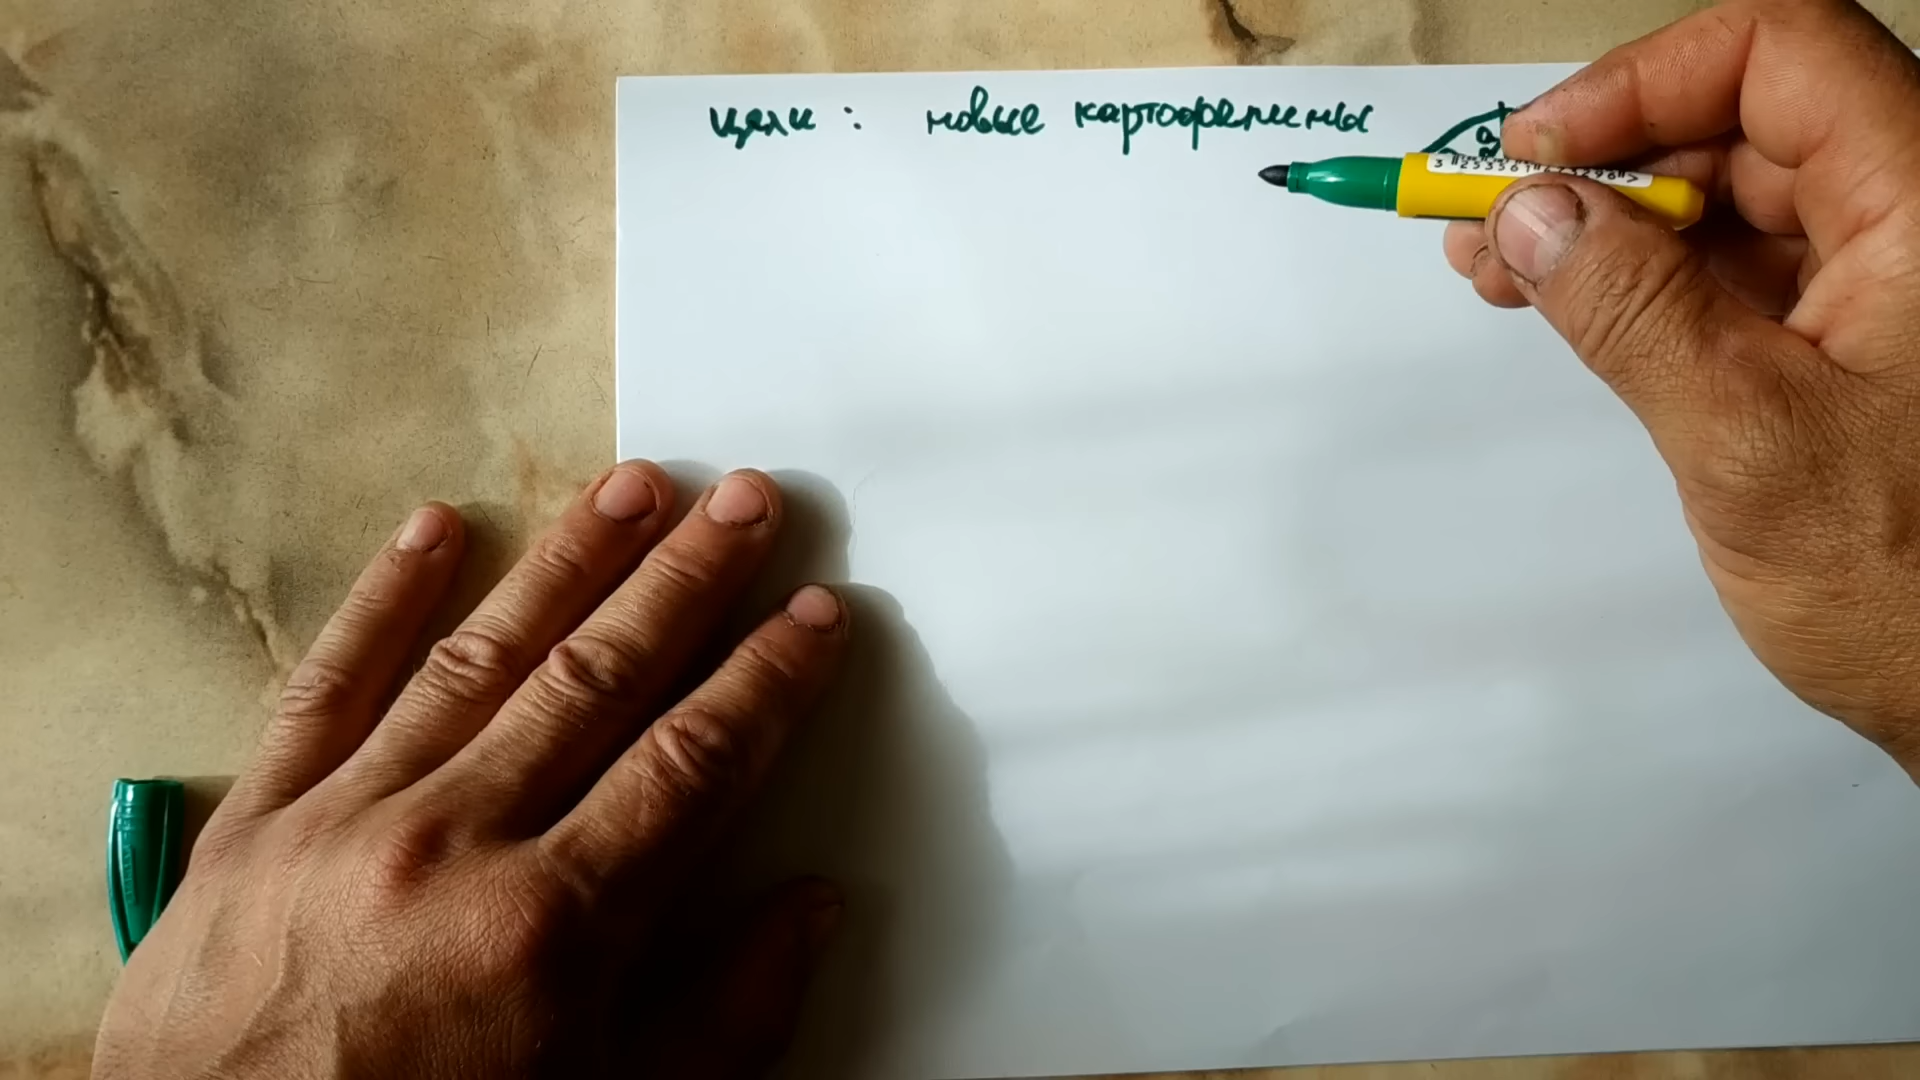 цели: новые картофелины